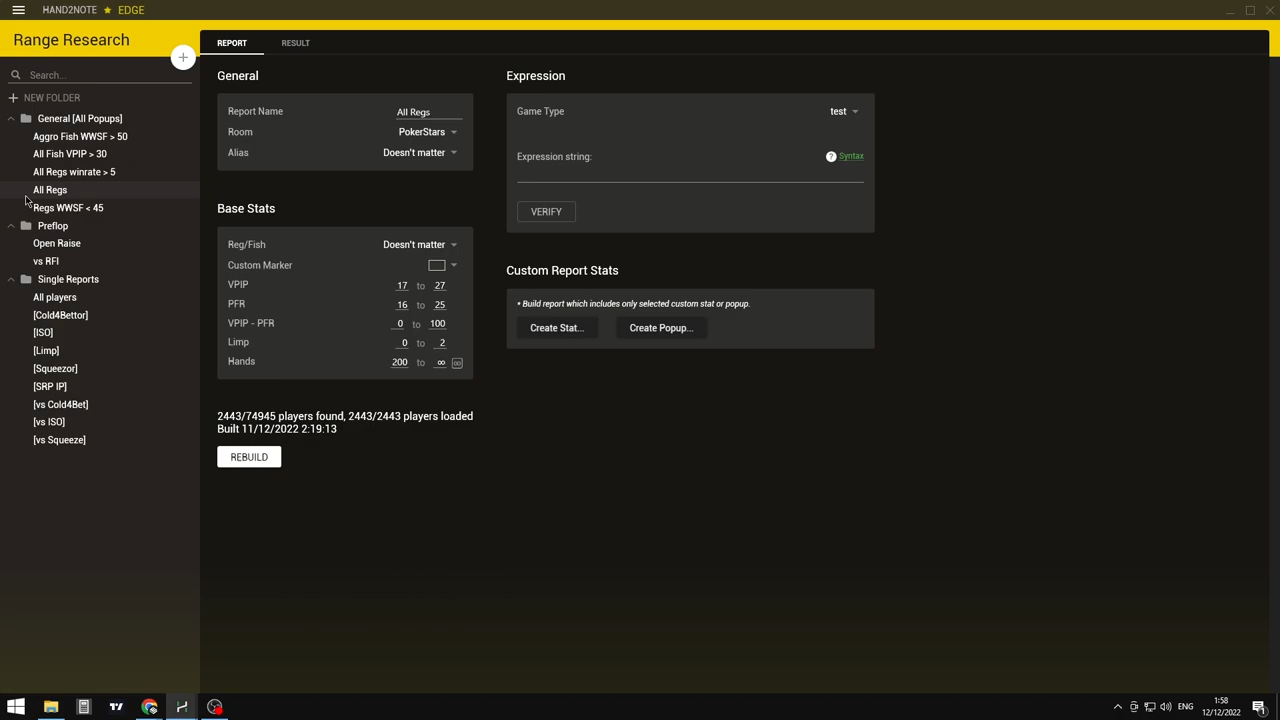 HAND2NOTE ★ EDGE
Range Research
+
Search...
NEW FOLDER
General [All Popups]
Aggro Fish WWSF > 50
All Fish VPIP > 30
All Regs winrate > 5
All Regs
Regs WWSF < 45
Preflop
Open Raise
vs RFI
Single Reports
All players
[Cold4Bettor]
[ISO]
[Limp]
[Squeezor]
[SRP IP]
[vs Cold4Bet]
[vs ISO]
[vs Squeeze]
REPORT RESULT
General
Report Name All Regs
Room PokerStars
Alias Doesn't matter
Base Stats
Reg/Fish Doesn't matter
Custom Marker
VPIP 17 to 27
PFR 16 to 25
VPIP - PFR 0 to 100
Limp 0 to 2
Hands 200 to ∞ ∞
2443/74945 players found, 2443/2443 players loaded
Built 11/12/2022 2:19:13
REBUILD
Expression
Game Type test
Expression string: ? Syntax
VERIFY
Custom Report Stats
* Build report which includes only selected custom stat or popup.
Create Stat... Create Popup...
ENG
1:58
12/12/2022
1